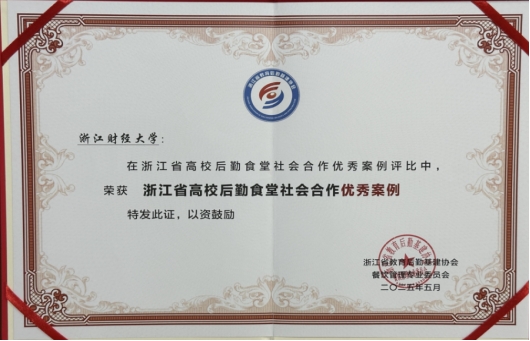 浙江财经大学：
在浙江省高校后勤食堂社会合作优秀案例评比中，
荣获 浙江省高校后勤食堂社会合作优秀案例
特发此证，以资鼓励
浙江省教育后勤基建协会
餐饮管理专业委员会
二〇二五年五月